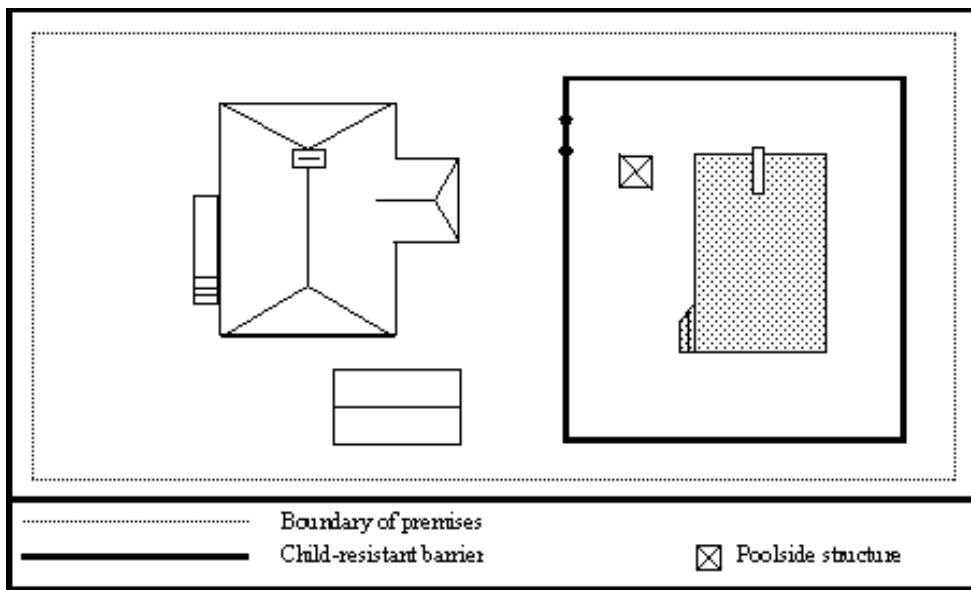 Boundary of premises
Child-resistant barrier
Poolside structure